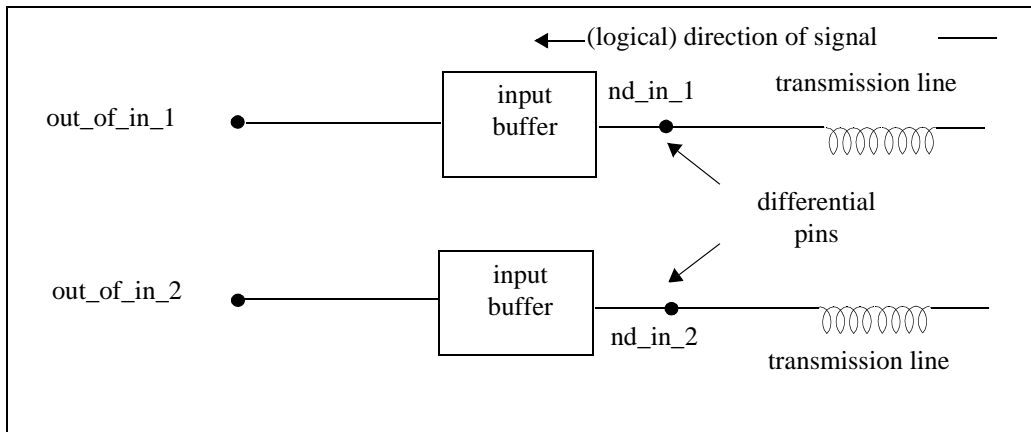 (logical) direction of signal
transmission line
nd_in_1
input
buffer
out_of_in_1
differential
pins
input
buffer
out_of_in_2
nd_in_2
transmission line